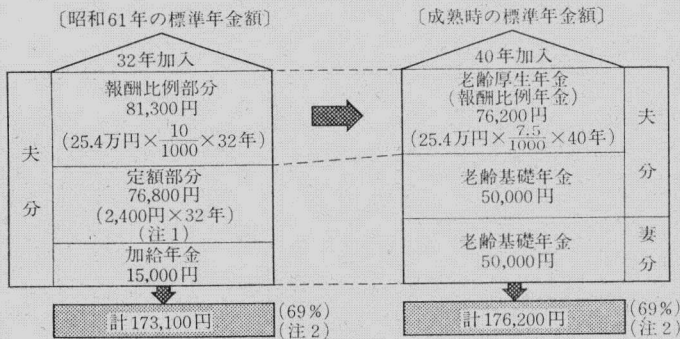 〔昭和61年の標準年金額〕
32年加入
夫分
報酬比例部分
81,300円
(25.4万円×10/1000×32年)
定額部分
76,800円
(2,400円×32年)
(注1)
加給年金
15,000円
計173,100円
(69%)
(注2)
〔成熟時の標準年金額〕
40年加入
老齢厚生年金
(報酬比例年金)
76,200円
(25.4万円×7.5/1000×40年)
老齢基礎年金
50,000円
夫分
老齢基礎年金
50,000円
妻分
計176,200円
(69%)
(注2)